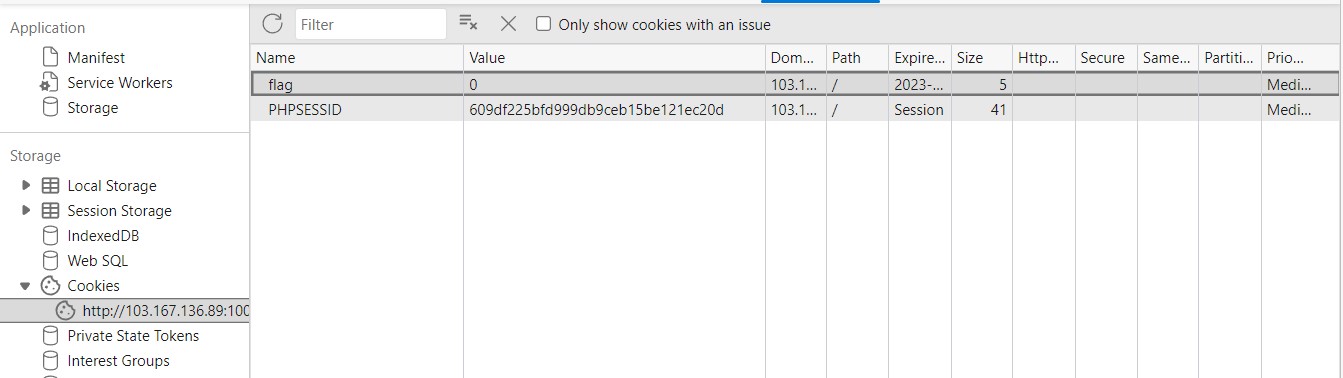 Application
Manifest
Service Workers
Storage
Storage
Local Storage
Session Storage
IndexedDB
Web SQL
Cookies
http://103.167.136.89:100
Private State Tokens
Interest Groups
Filter
Only show cookies with an issue
Name Value Dom... Path Expire... Size Http... Secure Same... Partiti... Prio...
flag 0 103.1... / 2023-... 5 Medi...
PHPSESSID 609df225bfd999db9ceb15be121ec20d 103.1... / Session 41 Medi...